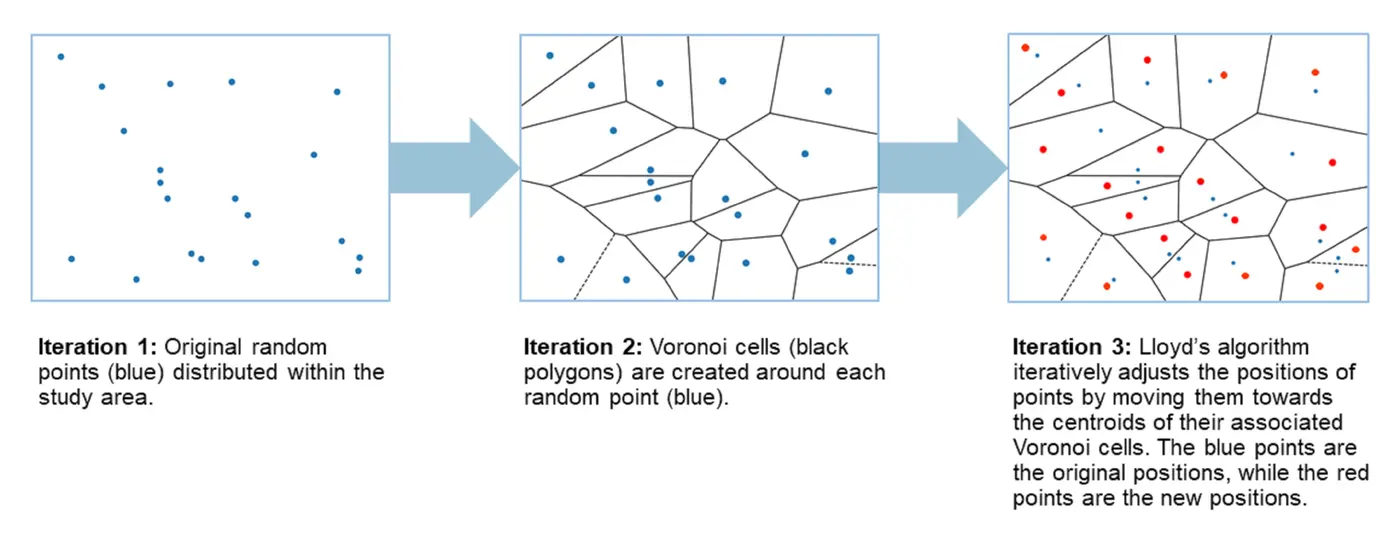 Iteration 1: Original random
points (blue) distributed within the
study area.
Iteration 2: Voronoi cells (black
polygons) are created around each
random point (blue).
Iteration 3: Lloyd's algorithm
iteratively adjusts the positions of
points by moving them towards
the centroids of their associated
Voronoi cells. The blue points are
the original positions, while the red
points are the new positions.